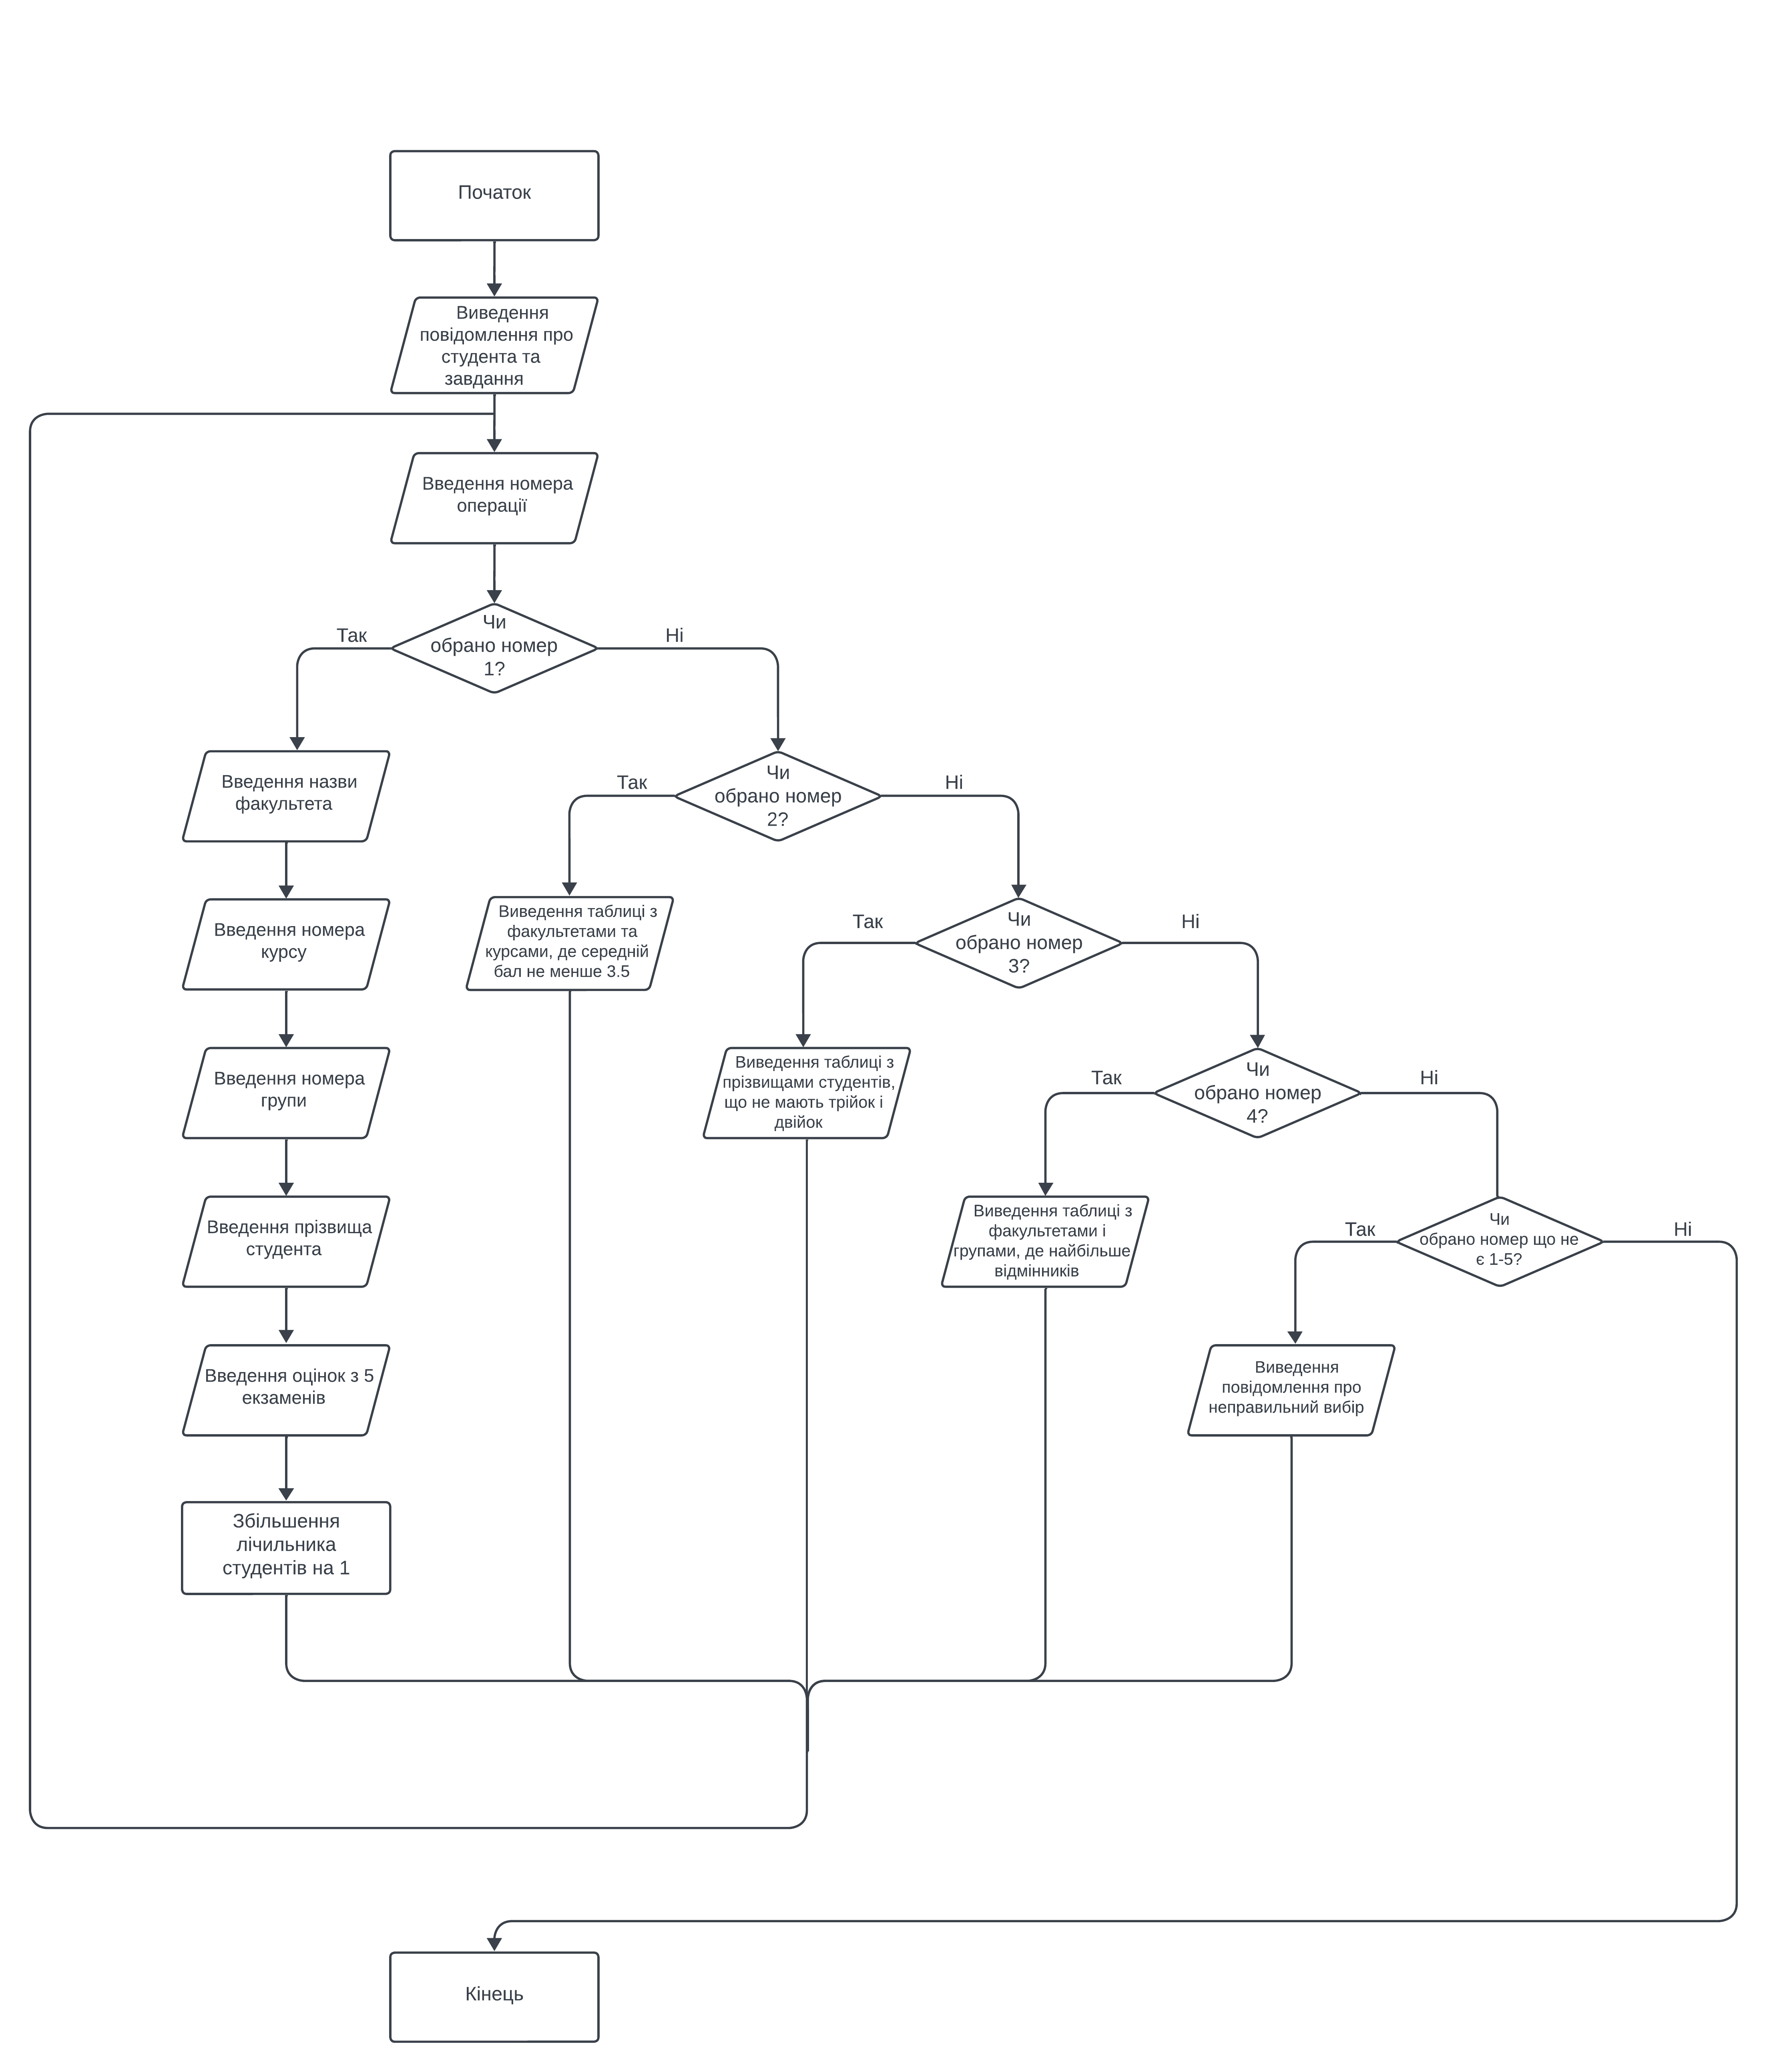 Початок
Виведення
повідомлення про
студента та
завдання
Введення номера
операції
Чи
обрано номер
1?
Так
Ні
Введення назви
факультета
Чи
обрано номер
2?
Так
Ні
Введення номера
курсу
Виведення таблиці з
факультетами та
курсами, де середній
бал не менше 3.5
Чи
обрано номер
3?
Так
Ні
Введення номера
групи
Виведення таблиці з
прізвищами студентів,
що не мають трійок і
двійок
Чи
обрано номер
4?
Так
Ні
Введення прізвища
студента
Виведення таблиці з
факультетами і
групами, де найбільше
відмінників
Чи
обрано номер що не
є 1-5?
Так
Ні
Введення оцінок з 5
екзаменів
Виведення
повідомлення про
неправильний вибір
Збільшення
лічильника
студентів на 1
Кінець